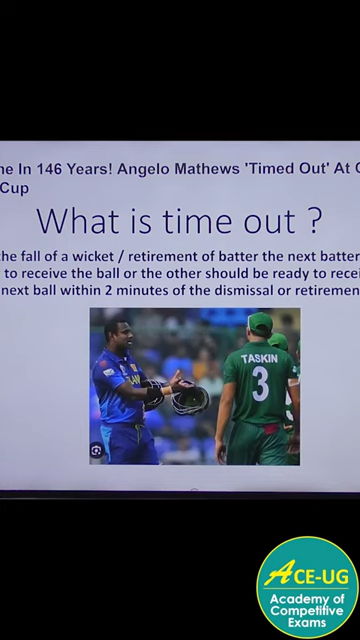 ne In 146 Years! Angelo Mathews 'Timed Out' At
Cup
What is time out ?
the fall of a wicket / retirement of batter the next batter
to receive the ball or the other should be ready to recei
next ball within 2 minutes of the dismissal or retiremen
TASKIN
3
ACE-UG
Academy of
Competitive
Exams